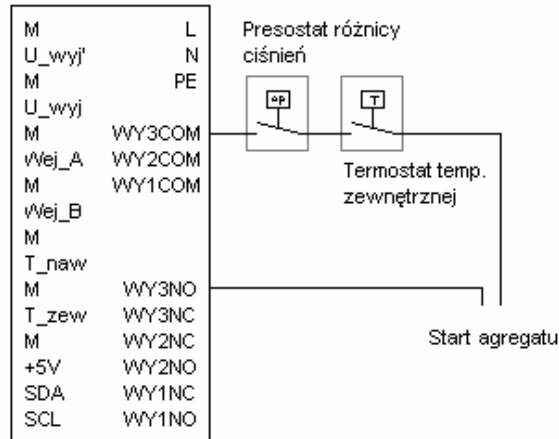 M L
U_wyj' N
M PE
U_wyj
M WY3COM
Wej_A WY2COM
M WY1COM
Wej_B
M
T_naw
M WY3NO
T_zew WY3NC
M WY2NC
+5V WY2NO
SDA WY1NC
SCL WY1NO
Presostat różnicy
ciśnień
Δp
T
Termostat temp.
zewnętrznej
Start agregatu